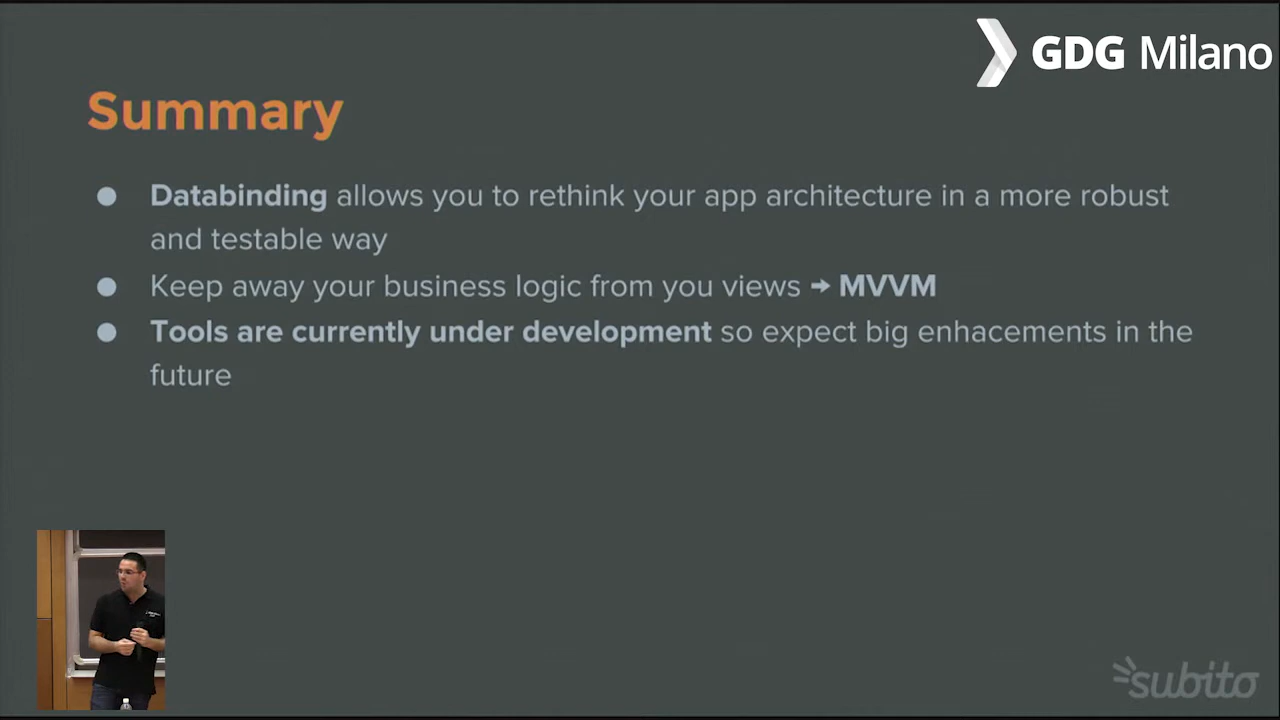 GDG Milano
Summary
● Databinding allows you to rethink your app architecture in a more robust
and testable way
● Keep away your business logic from you views → MVVM
● Tools are currently under development so expect big enhacements in the
future
subito